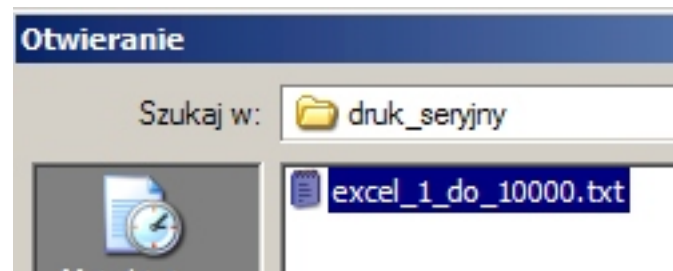 Otwieranie
Szukaj w: druk_seryjny
excel_1_do_10000.txt